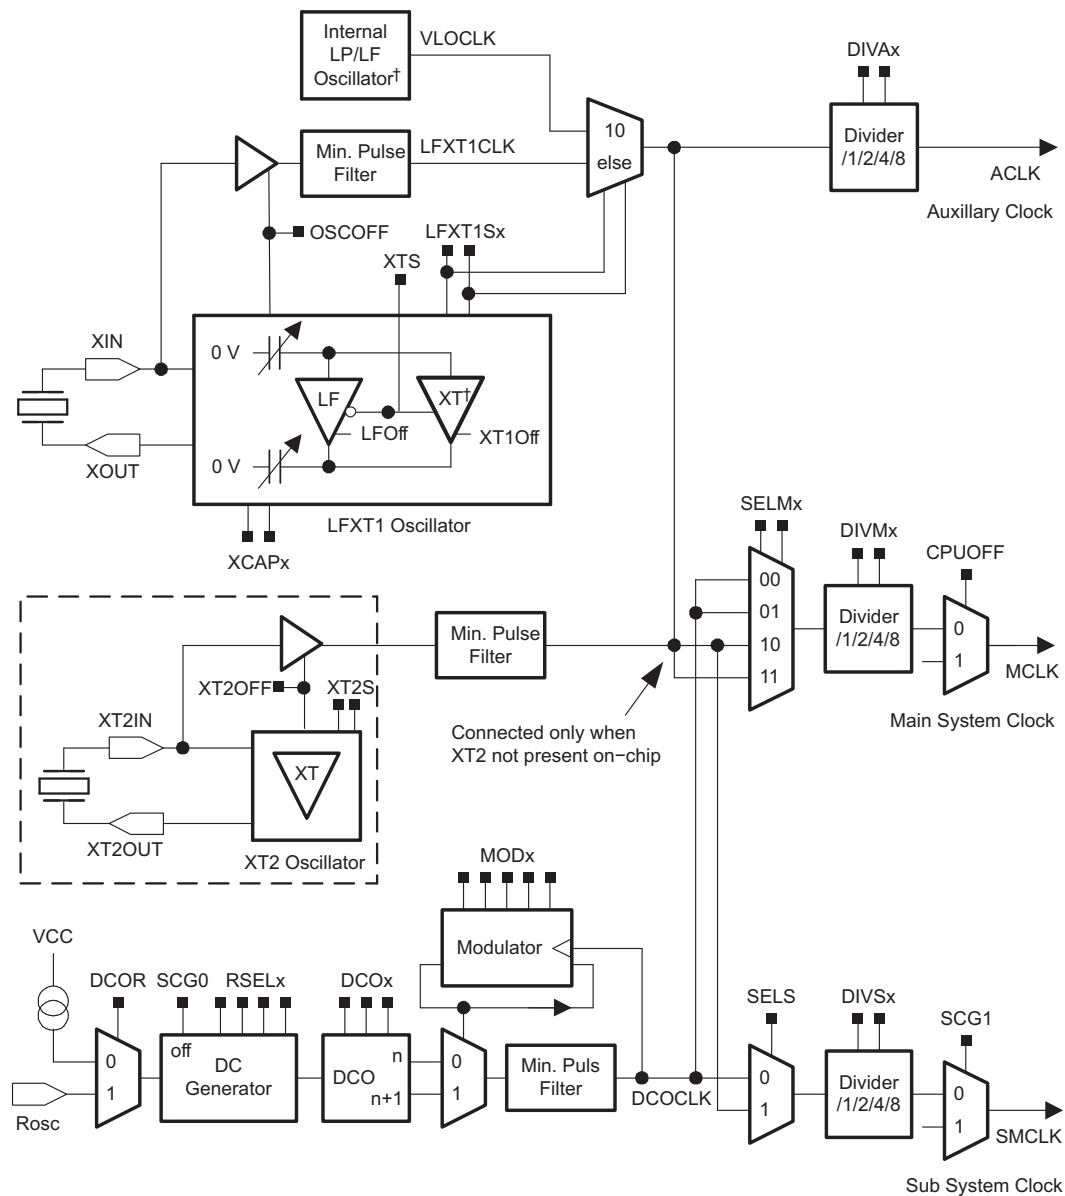 Internal
LP/LF
Oscillator†
VLOCLK
DIVAx
10
else
Divider
/1/2/4/8
ACLK
Auxillary Clock
Min. Pulse
Filter
LFXT1CLK
OSCOFF
LFXT1Sx
XTS
XIN
0 V
LF
XT†
LFOff
XT1Off
0 V
XOUT
LFXT1 Oscillator
XCAPx
SELMx
DIVMx
CPUOFF
00
01
10
11
Divider
/1/2/4/8
0
1
MCLK
Main System Clock
Min. Pulse
Filter
XT2OFF
XT2S
XT2IN
XT
XT2OUT
XT2 Oscillator
Connected only when
XT2 not present on−chip
MODx
Modulator
VCC
DCOR
SCG0
RSELx
DCOx
0
1
off
DC
Generator
DCO
n
n+1
0
1
Min. Puls
Filter
DCOCLK
Rosc
SELS
DIVSx
SCG1
0
1
Divider
/1/2/4/8
0
1
SMCLK
Sub System Clock